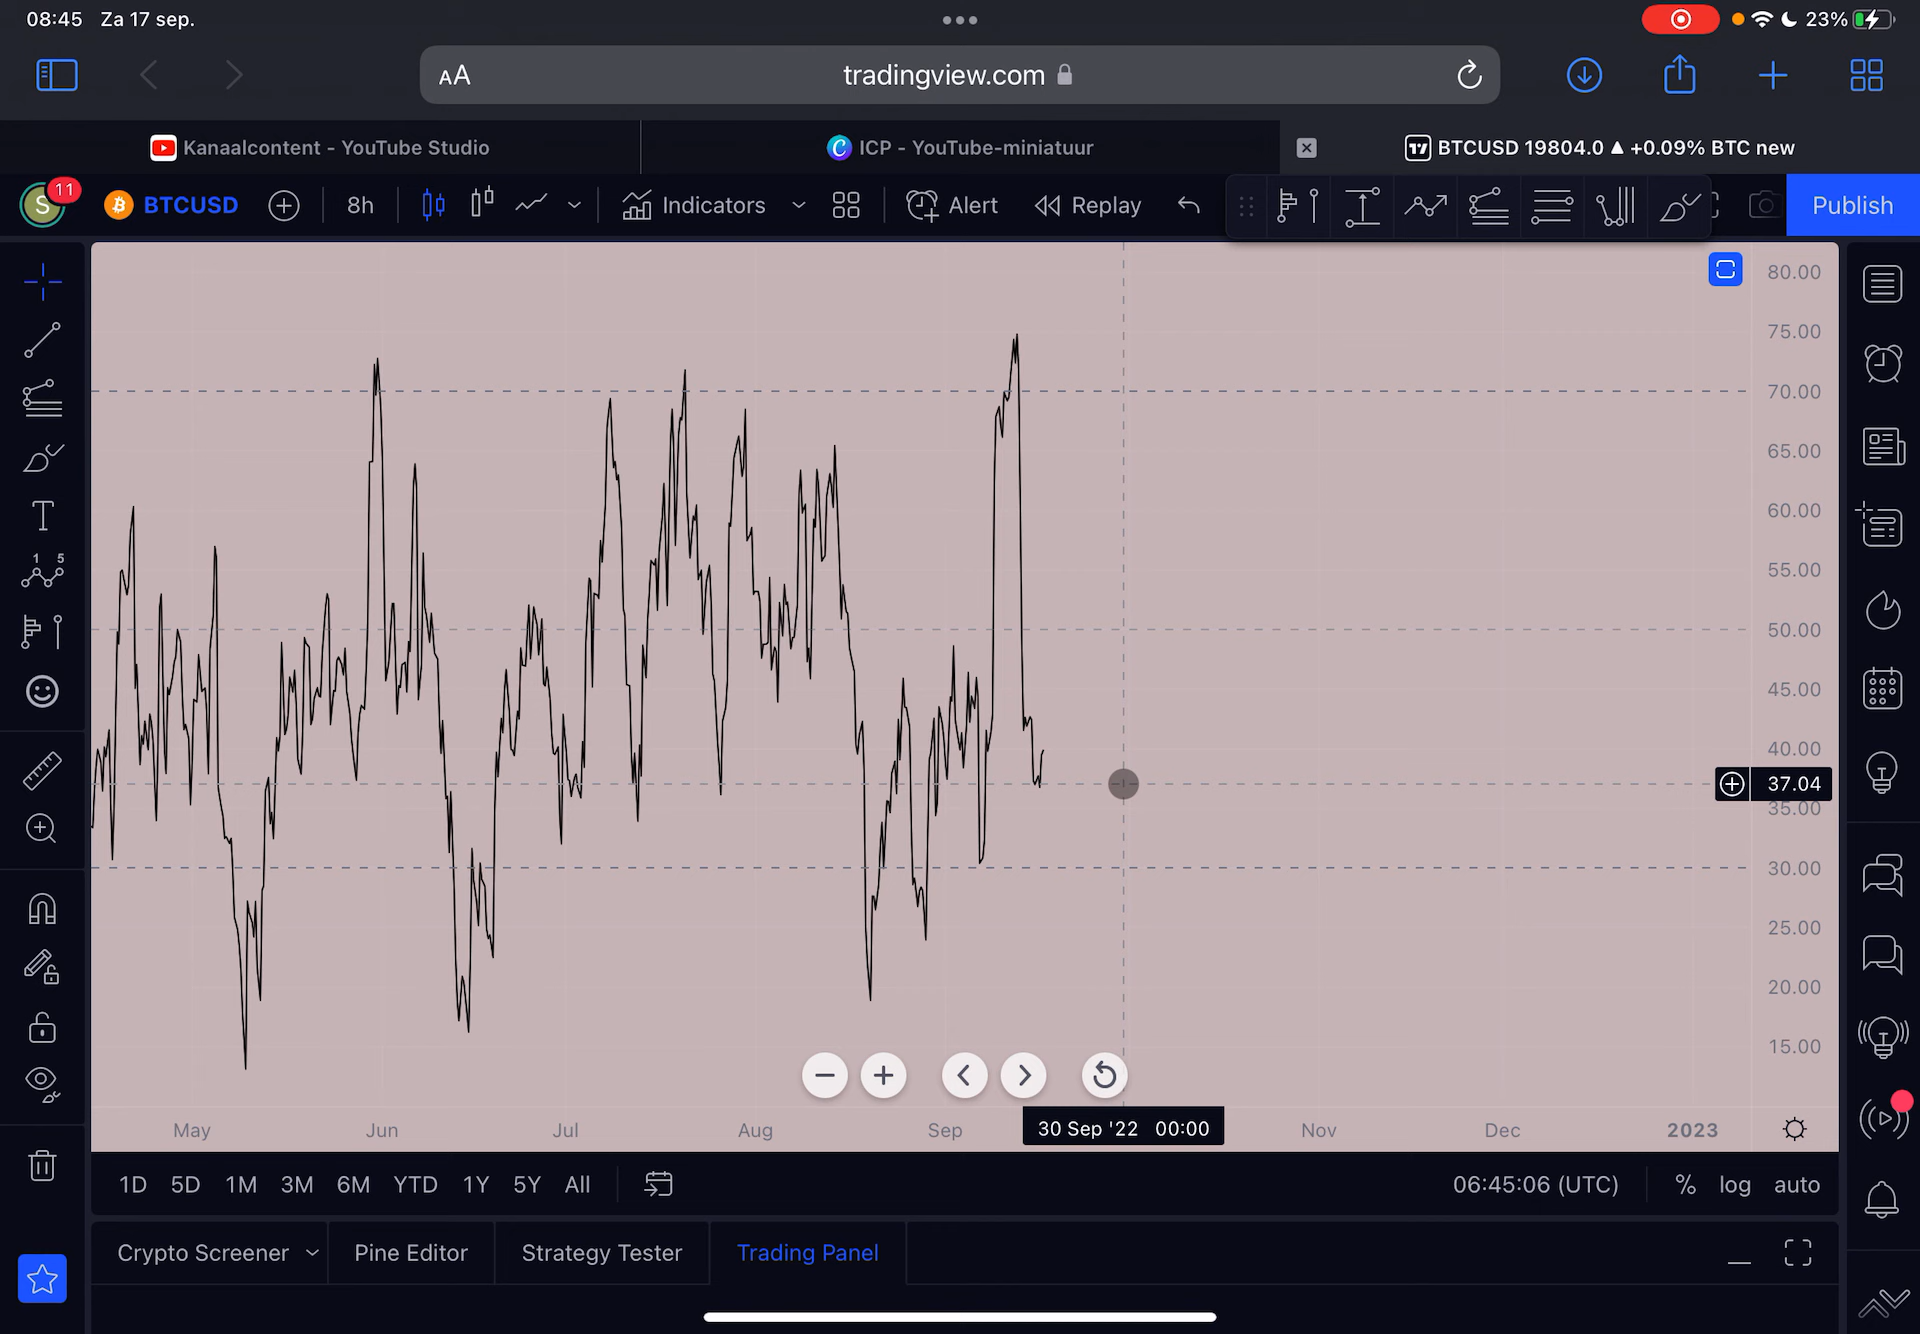 08:45 Za 17 sep.
23%
AA
tradingview.com
Kanaalcontent - YouTube Studio
ICP - YouTube-miniatuur
BTCUSD 19804.0 ▲ +0.09% BTC new
S
11
BTCUSD
8h
Indicators
Alert
Replay
Publish
80.00
75.00
70.00
65.00
60.00
55.00
50.00
45.00
40.00
37.04
35.00
30.00
25.00
20.00
15.00
May
Jun
Jul
Aug
Sep
30 Sep '22 00:00
Nov
Dec
2023
1D 5D 1M 3M 6M YTD 1Y 5Y All
06:45:06 (UTC)
% log auto
Crypto Screener
Pine Editor
Strategy Tester
Trading Panel